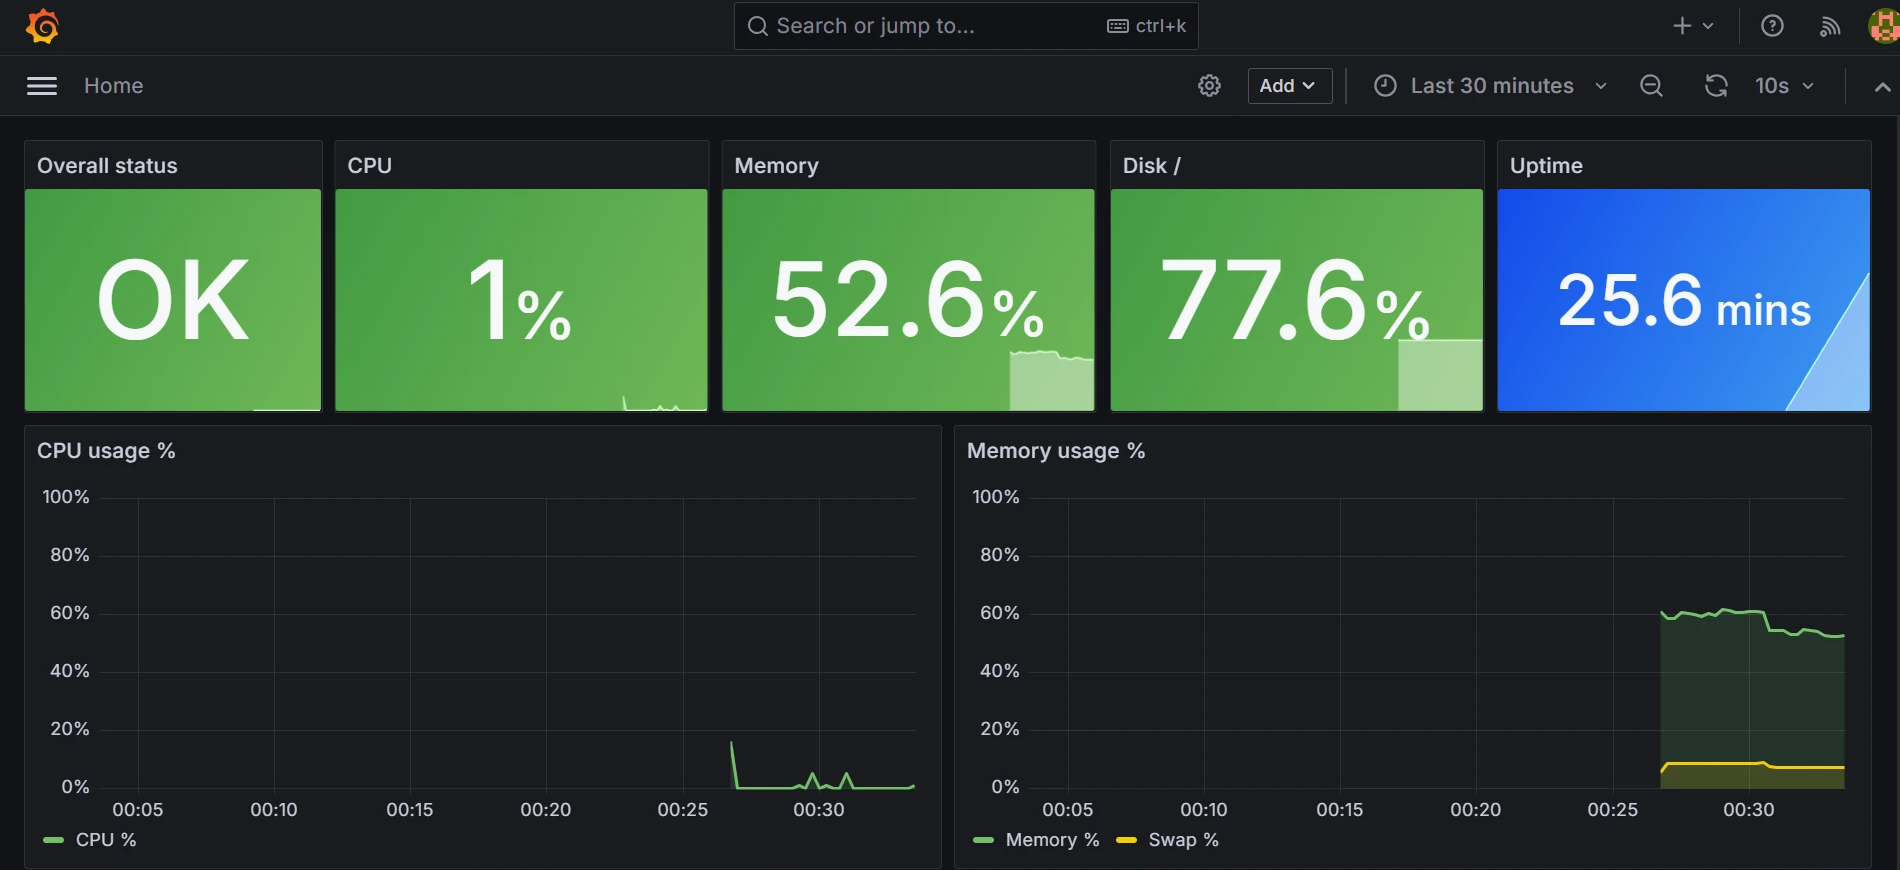 Search or jump to... ctrl+k
Home Add Last 30 minutes 10s
Overall status
OK
CPU
1%
Memory
52.6%
Disk /
77.6%
Uptime
25.6 mins
CPU usage %
100%
80%
60%
40%
20%
0%
00:05 00:10 00:15 00:20 00:25 00:30
CPU %
Memory usage %
100%
80%
60%
40%
20%
0%
00:05 00:10 00:15 00:20 00:25 00:30
Memory % Swap %